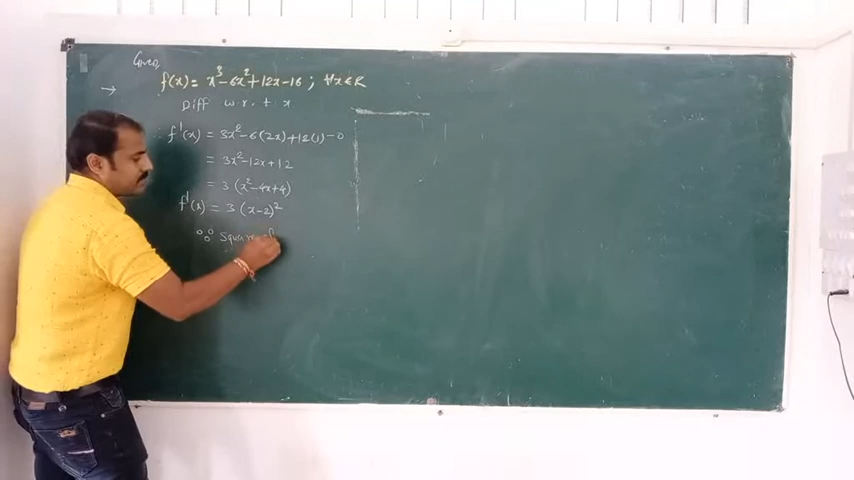 Given,
→ f(x) = x³-6x²+12x-16 ; ∀x∈R
Diff w.r.t x
f'(x) = 3x²-6(2x)+12(1)-0
= 3x²-12x+12
= 3(x²-4x+4)
f'(x) = 3(x-2)²
∵ Square of